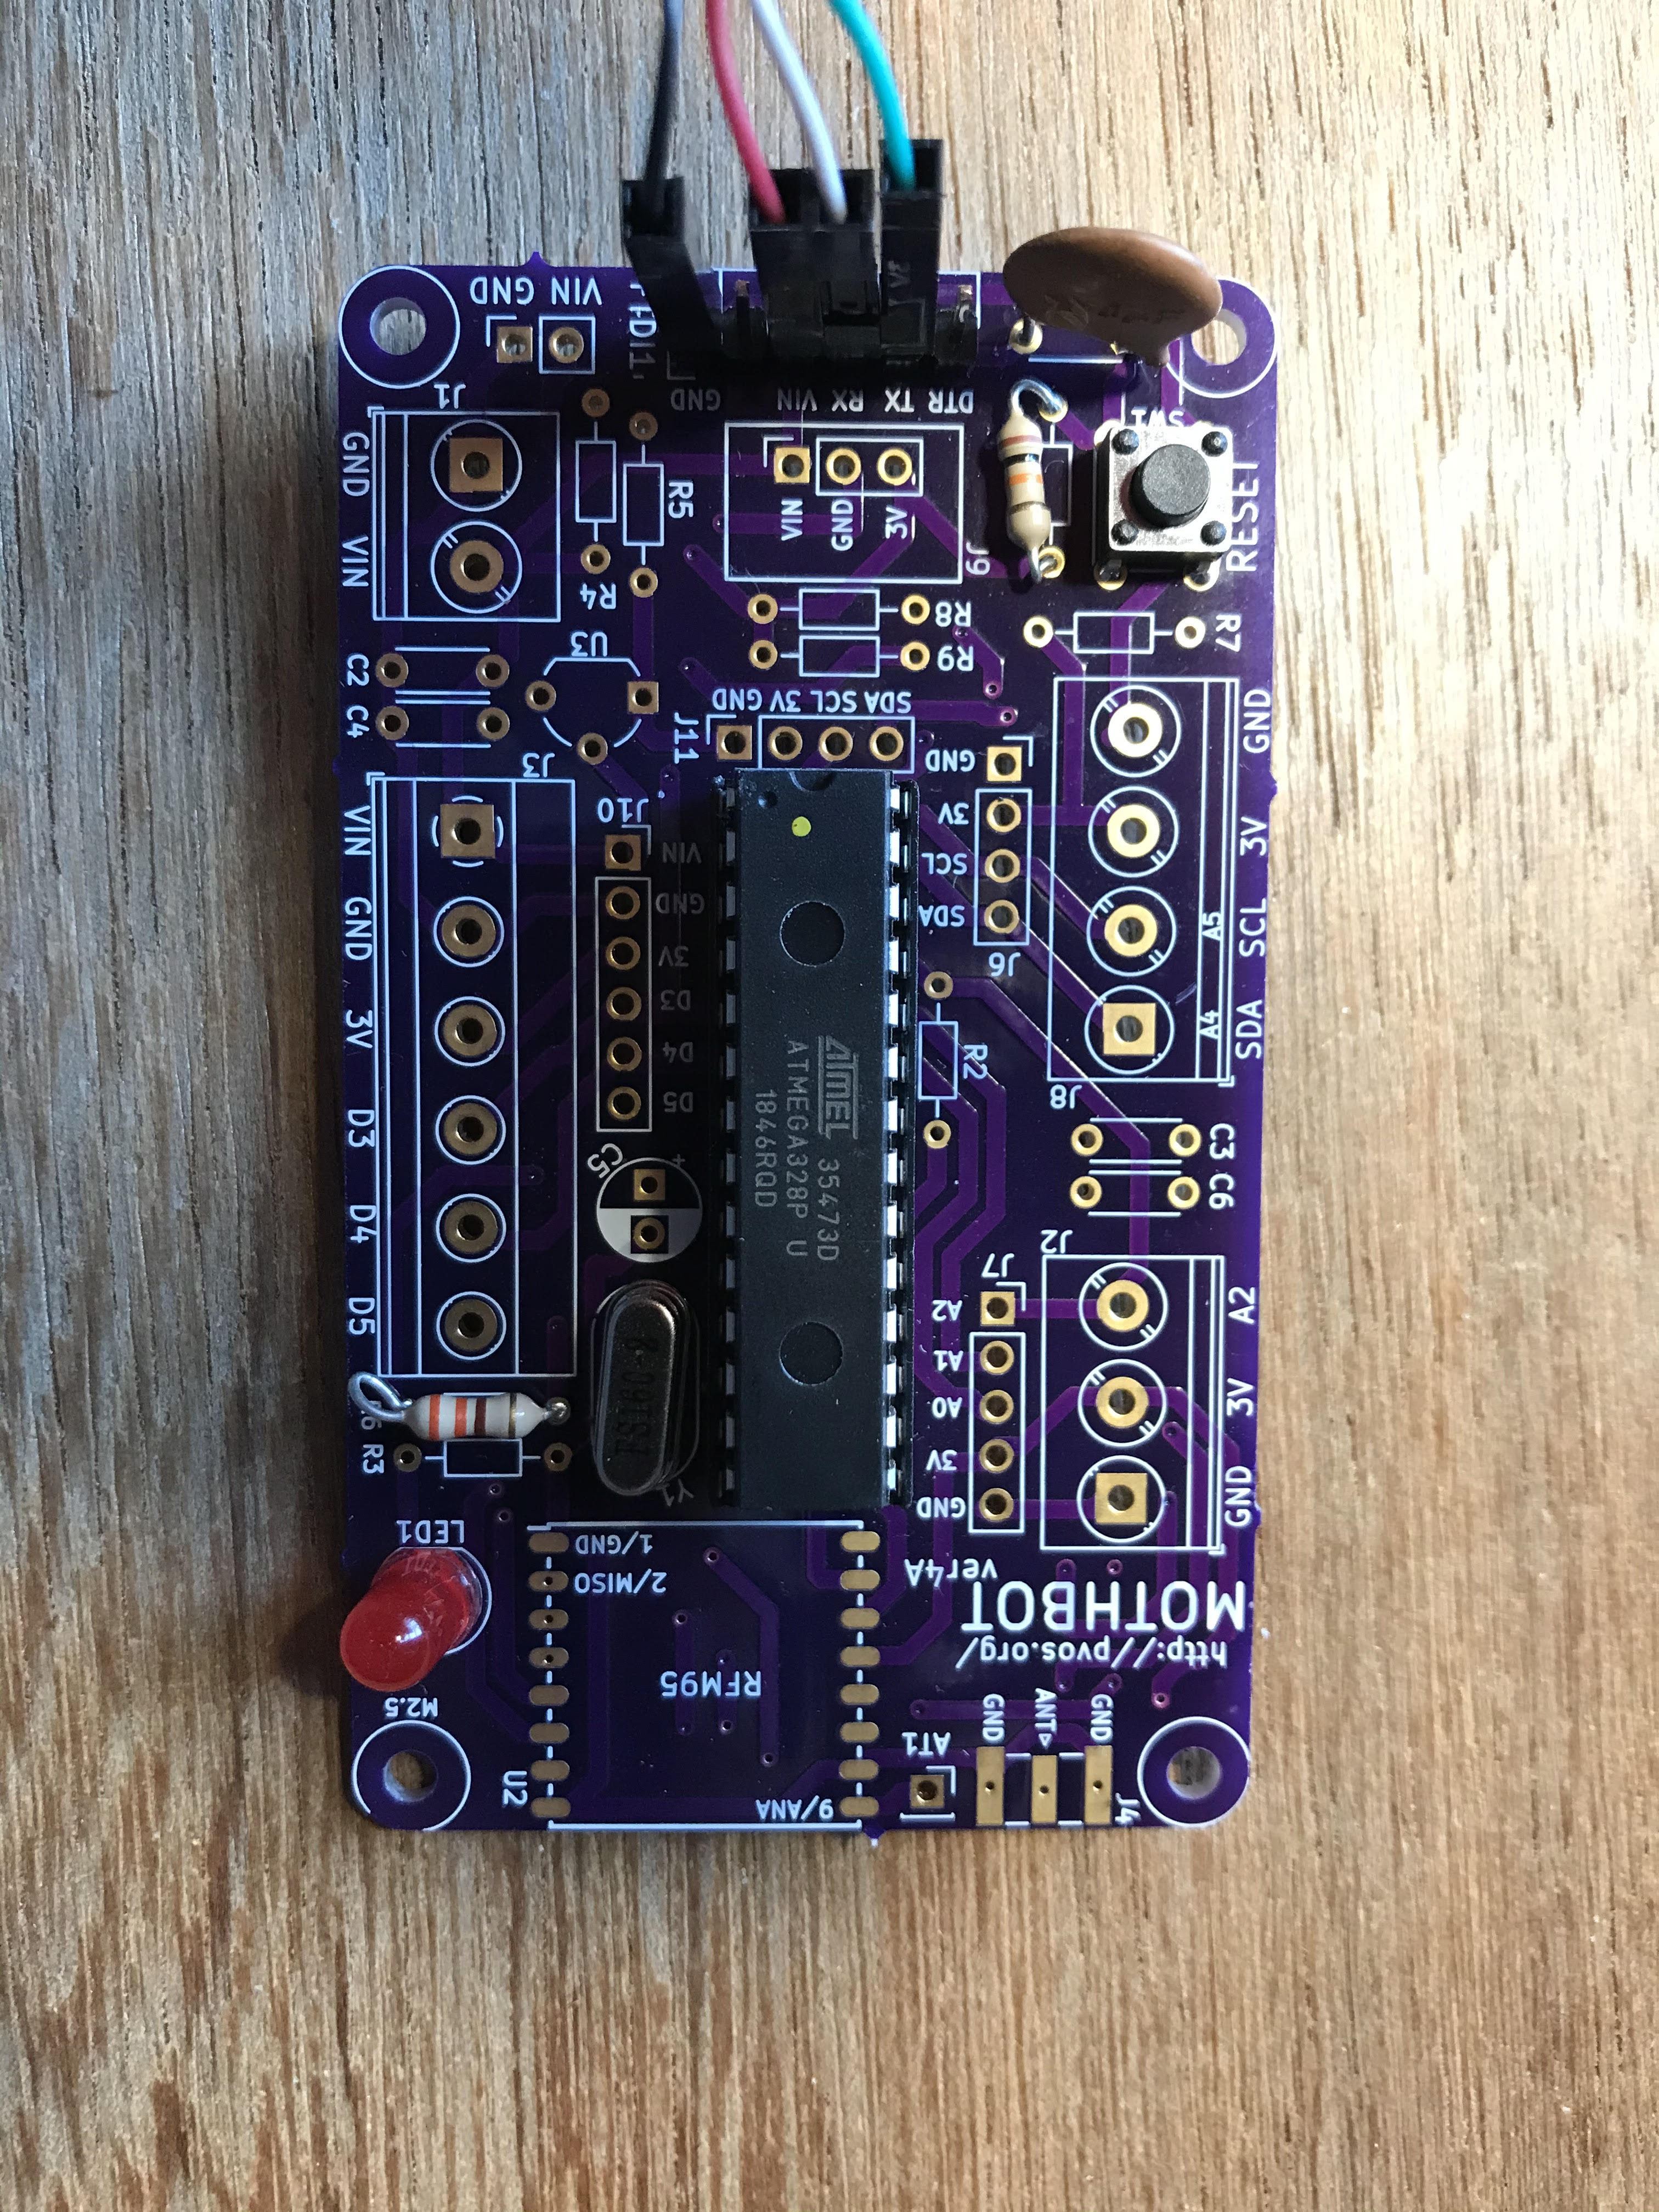 GND VIN
FTDI1
GND
VIN
RX
TX
DTR
J1
GND
VIN
R5
R4
VIN
GND
3V
J9
SW1
RESET
R8
R9
R7
C2
C4
U3
GND 3V SCL SDA
J11
J3
VIN
GND
3V
D3
D4
D5
J10
VIN
GND
3V
D3
D4
D5
GND
3V
SCL
SDA
J6
GND
3V
SCL
SDA
A5
A4
J8
R2
C5
+
ATMEL 35473D
ATMEGA328P U
1846RQD
C3
C6
J2
A2
3V
GND
J7
A2
A1
A0
3V
GND
R3
Y1
LED1
M2.5
1/GND
2/MISO
RFM95
9/ANA
U2
ver4A
MOTHBOT
http://pvos.org/
AT1
GND
ANT
GND
J4